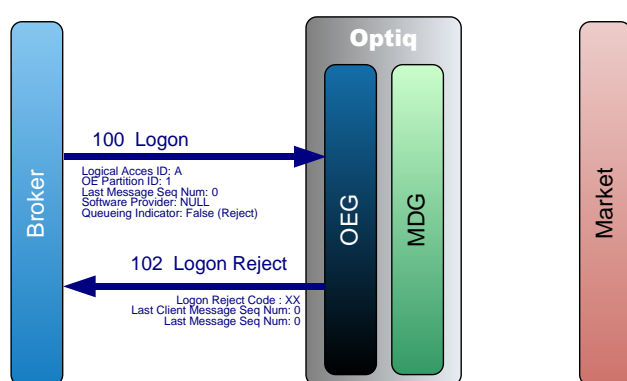 Optiq
Broker
100 Logon
Logical Acces ID: A
OE Partition ID: 1
Last Message Seq Num: 0
Software Provider: NULL
Queueing Indicator: False (Reject)
OEG
MDG
Market
102 Logon Reject
Logon Reject Code : XX
Last Client Message Seq Num: 0
Last Message Seq Num: 0